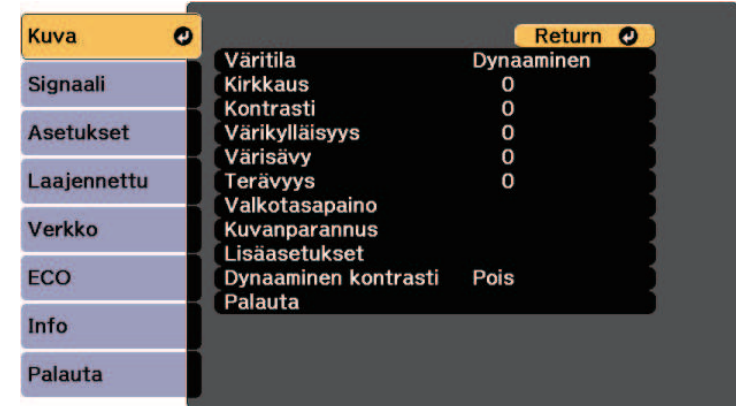 Kuva
Signaali
Asetukset
Laajennettu
Verkko
ECO
Info
Palauta
Return
Väritila Dynaaminen
Kirkkaus 0
Kontrasti 0
Värikylläisyys 0
Värisävy 0
Terävyys 0
Valkotasapaino
Kuvanparannus
Lisäasetukset
Dynaaminen kontrasti Pois
Palauta